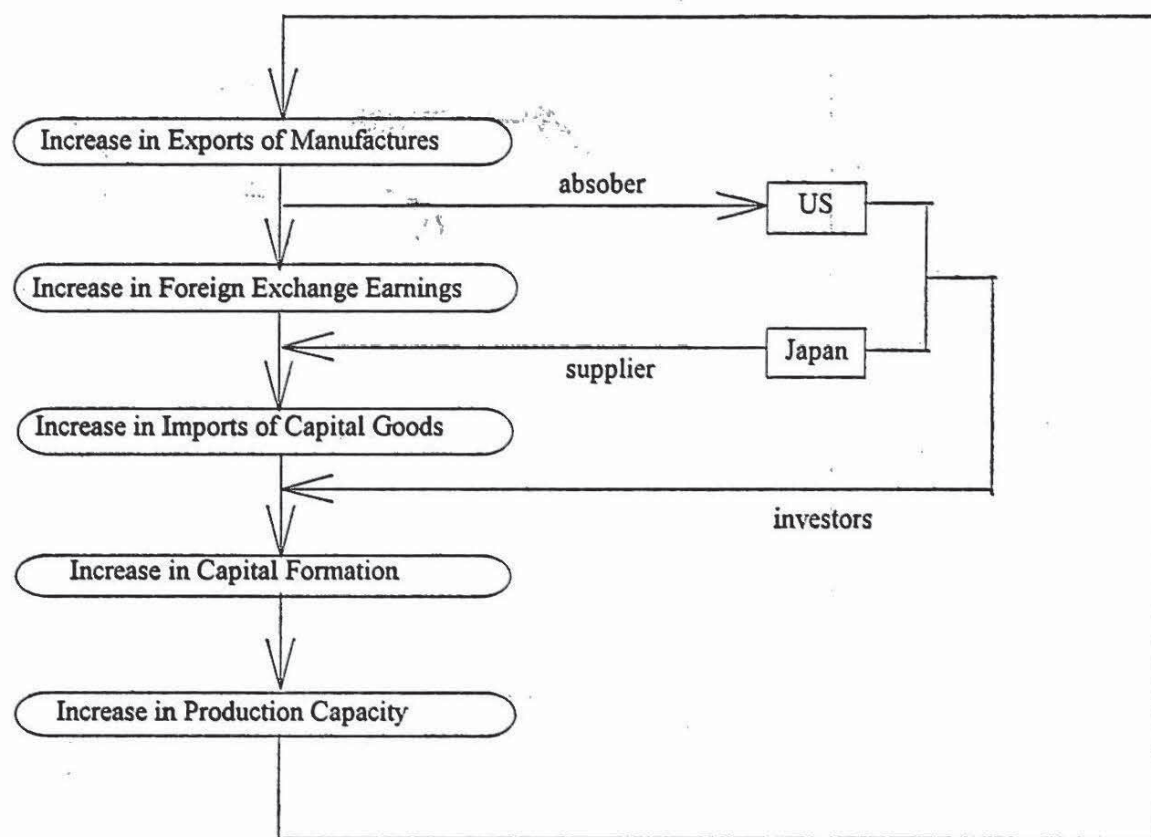 Increase in Exports of Manufactures
absober
US
Increase in Foreign Exchange Earnings
Japan
supplier
Increase in Imports of Capital Goods
investors
Increase in Capital Formation
Increase in Production Capacity